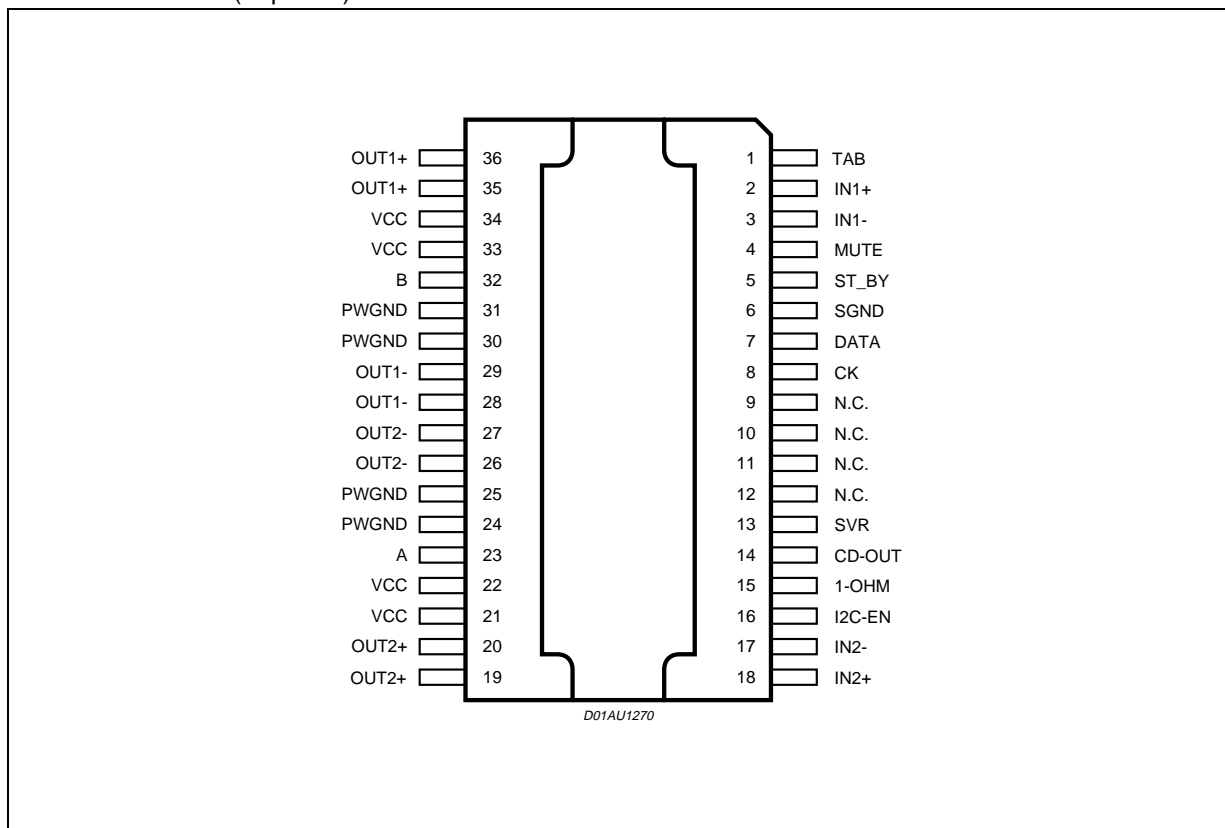 OUT1+ 36 1 TAB
OUT1+ 35 2 IN1+
VCC 34 3 IN1-
VCC 33 4 MUTE
B 32 5 ST_BY
PWGND 31 6 SGND
PWGND 30 7 DATA
OUT1- 29 8 CK
OUT1- 28 9 N.C.
OUT2- 27 10 N.C.
OUT2- 26 11 N.C.
PWGND 25 12 N.C.
PWGND 24 13 SVR
A 23 14 CD-OUT
VCC 22 15 1-OHM
VCC 21 16 I2C-EN
OUT2+ 20 17 IN2-
OUT2+ 19 18 IN2+
D01AU1270